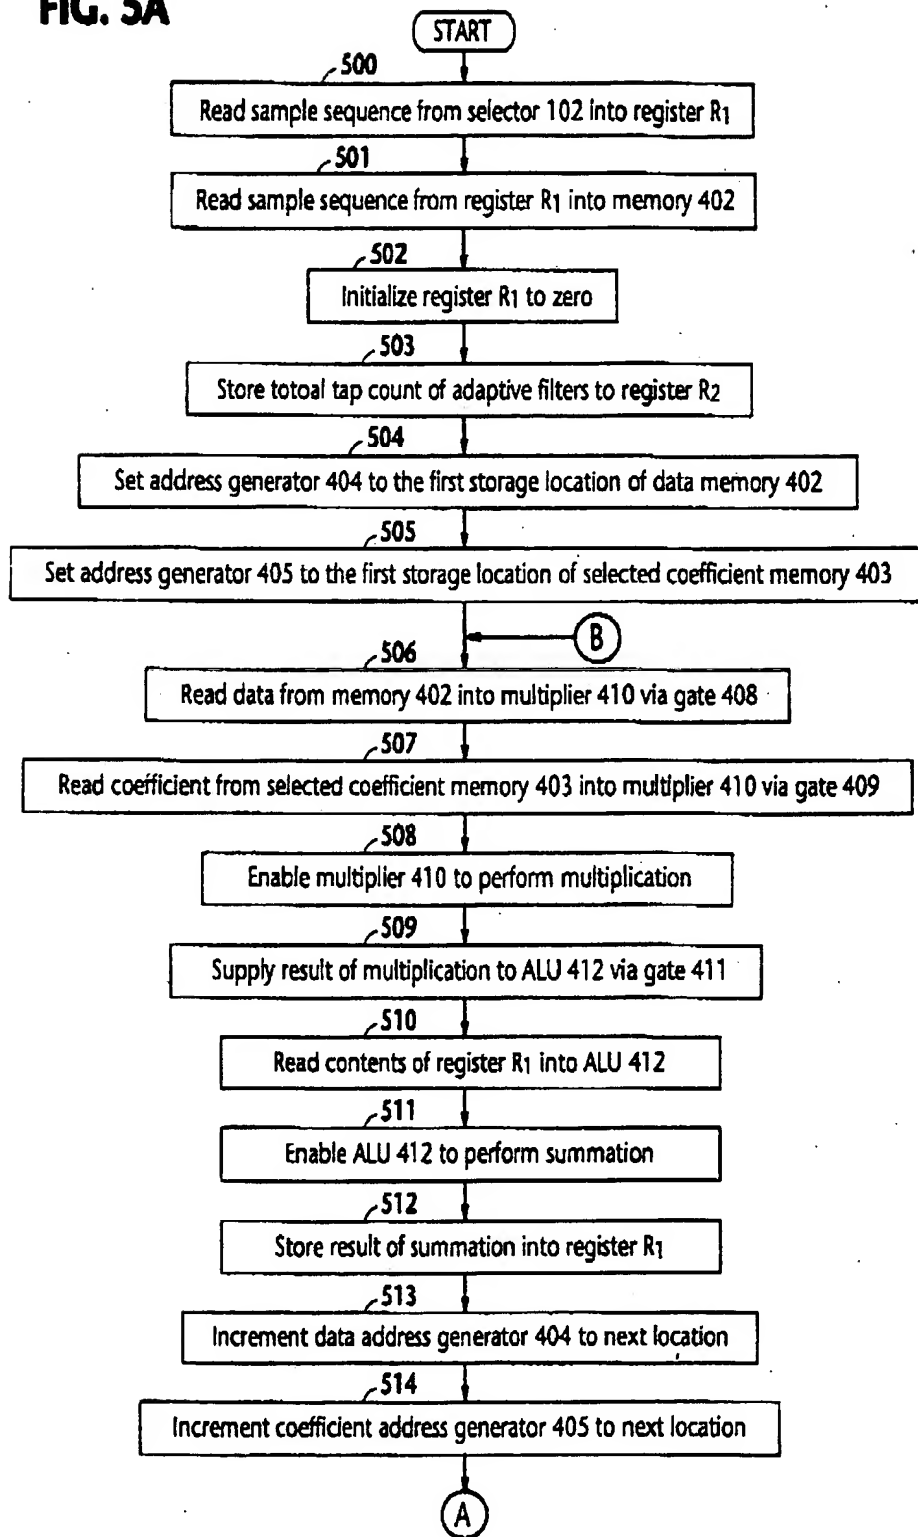 FIG. 5A
START
500
Read sample sequence from selector 102 into register R1
501
Read sample sequence from register R1 into memory 402
502
Initialize register R1 to zero
503
Store totoal tap count of adaptive filters to register R2
504
Set address generator 404 to the first storage location of data memory 402
505
Set address generator 405 to the first storage location of selected coefficient memory 403
B
506
Read data from memory 402 into multiplier 410 via gate 408
507
Read coefficient from selected coefficient memory 403 into multiplier 410 via gate 409
508
Enable multiplier 410 to perform multiplication
509
Supply result of multiplication to ALU 412 via gate 411
510
Read contents of register R1 into ALU 412
511
Enable ALU 412 to perform summation
512
Store result of summation into register R1
513
Increment data address generator 404 to next location
514
Increment coefficient address generator 405 to next location
A